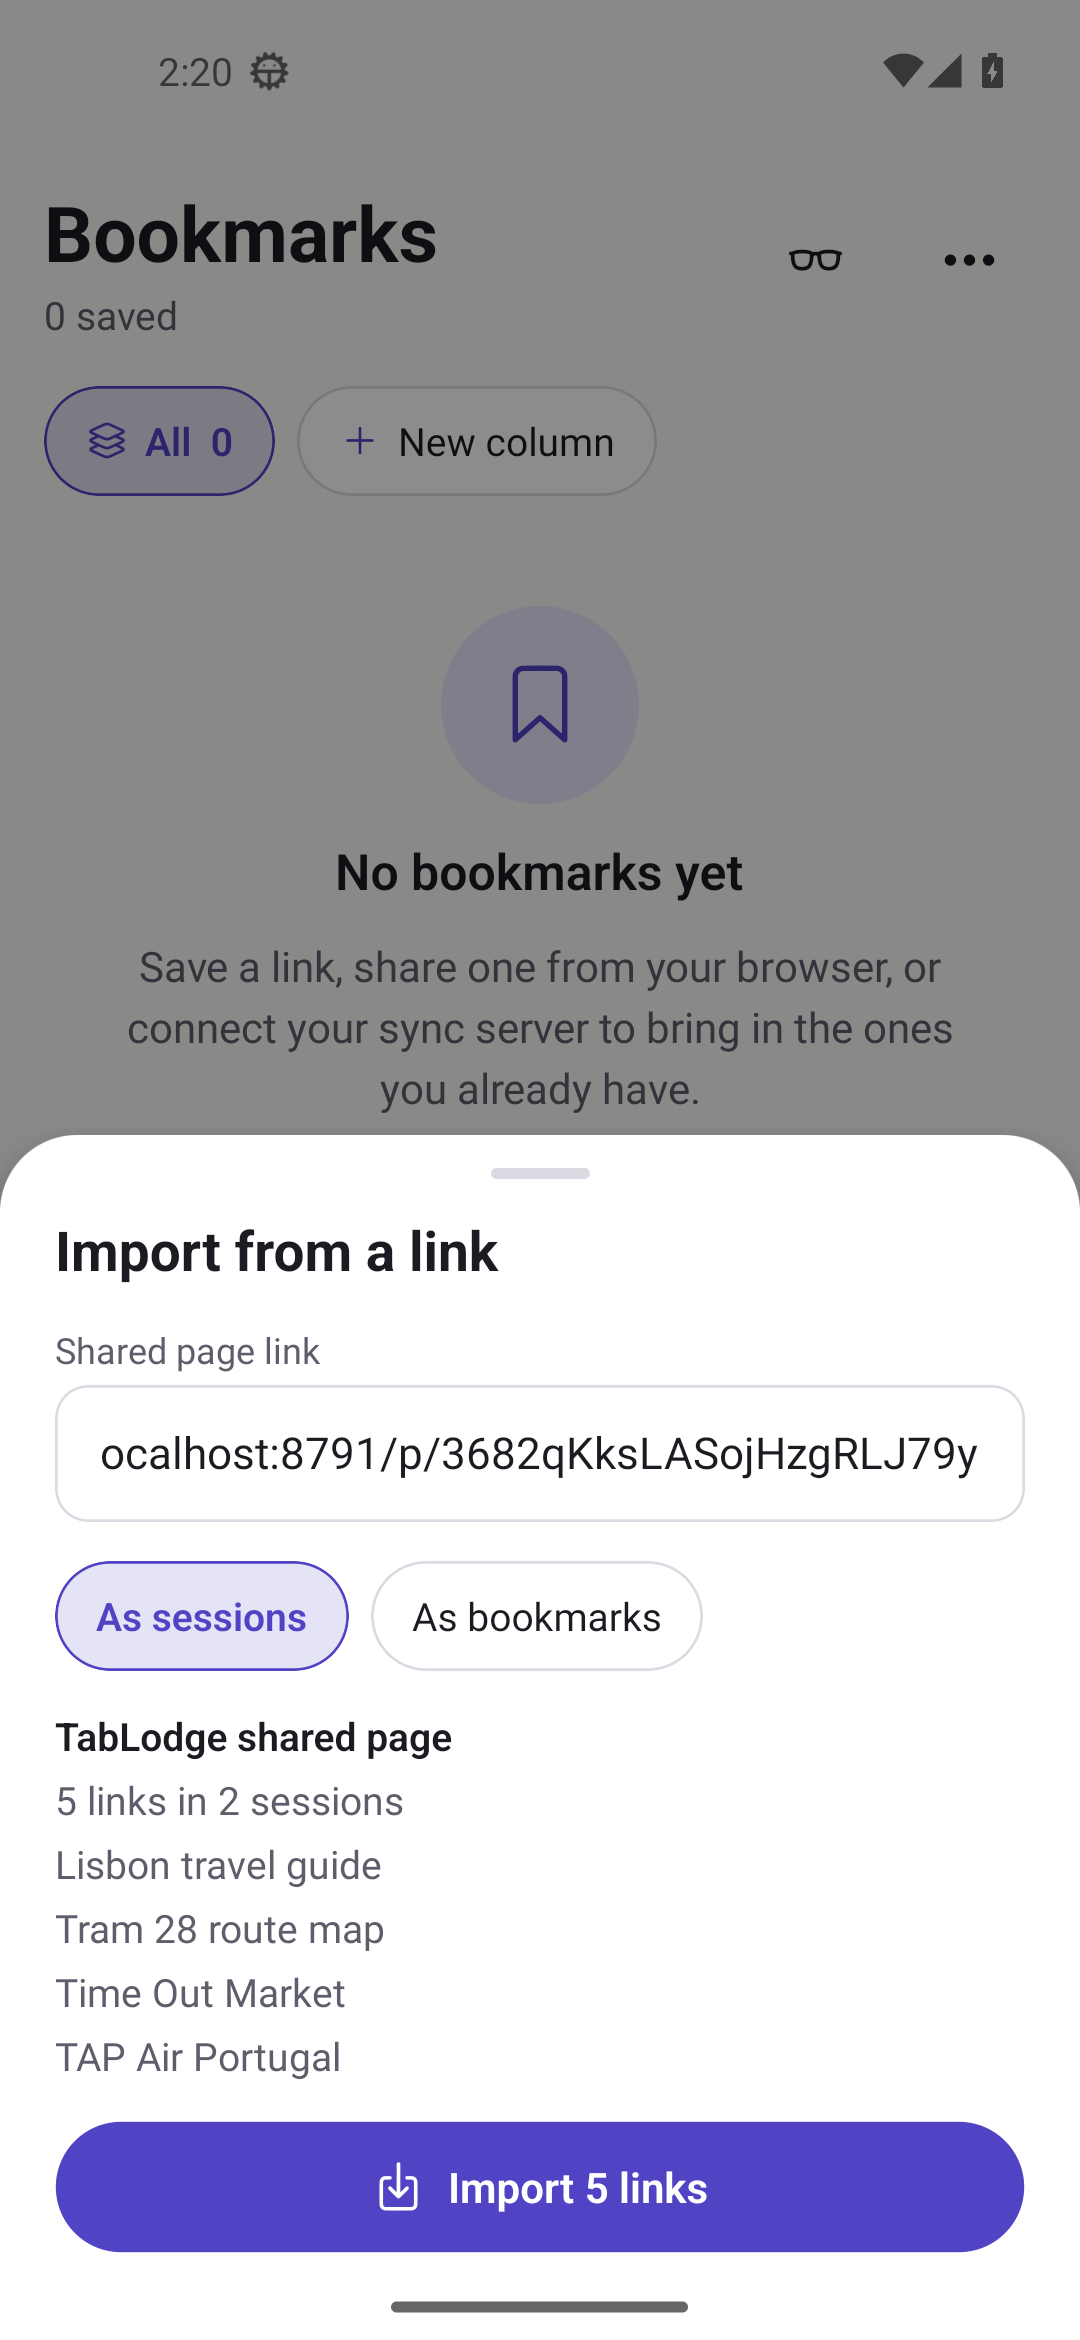 2:20
Bookmarks
0 saved
All 0
New column
No bookmarks yet
Save a link, share one from your browser, or
connect your sync server to bring in the ones
you already have.
Import from a link
Shared page link
ocalhost:8791/p/3682qKksLASojHzgRLJ79y
As sessions
As bookmarks
TabLodge shared page
5 links in 2 sessions
Lisbon travel guide
Tram 28 route map
Time Out Market
TAP Air Portugal
Import 5 links